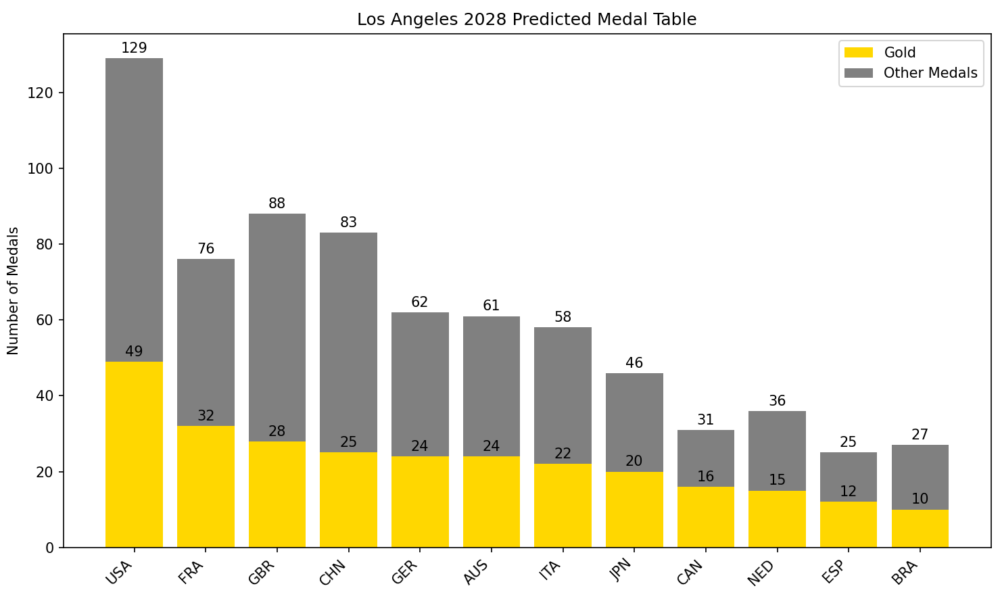 Los Angeles 2028 Predicted Medal Table
Gold
Other Medals
Number of Medals
120
100
80
60
40
20
0
129
49
76
32
88
28
83
25
62
24
61
24
58
22
46
20
31
16
36
15
25
12
27
10
USA
FRA
GBR
CHN
GER
AUS
ITA
JPN
CAN
NED
ESP
BRA